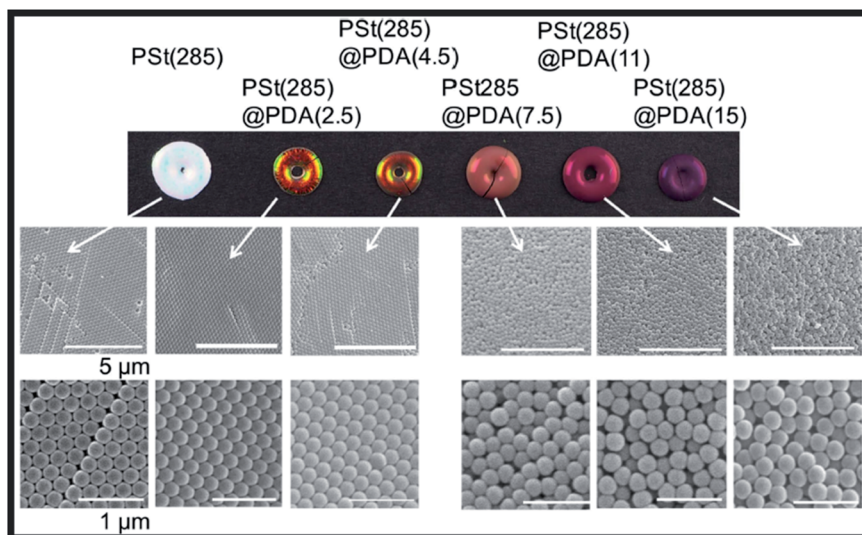 PSt(285)
PSt(285)
@PDA(2.5)
PSt(285)
@PDA(4.5)
PSt285
@PDA(7.5)
PSt(285)
@PDA(11)
PSt(285)
@PDA(15)
5 µm
1 µm